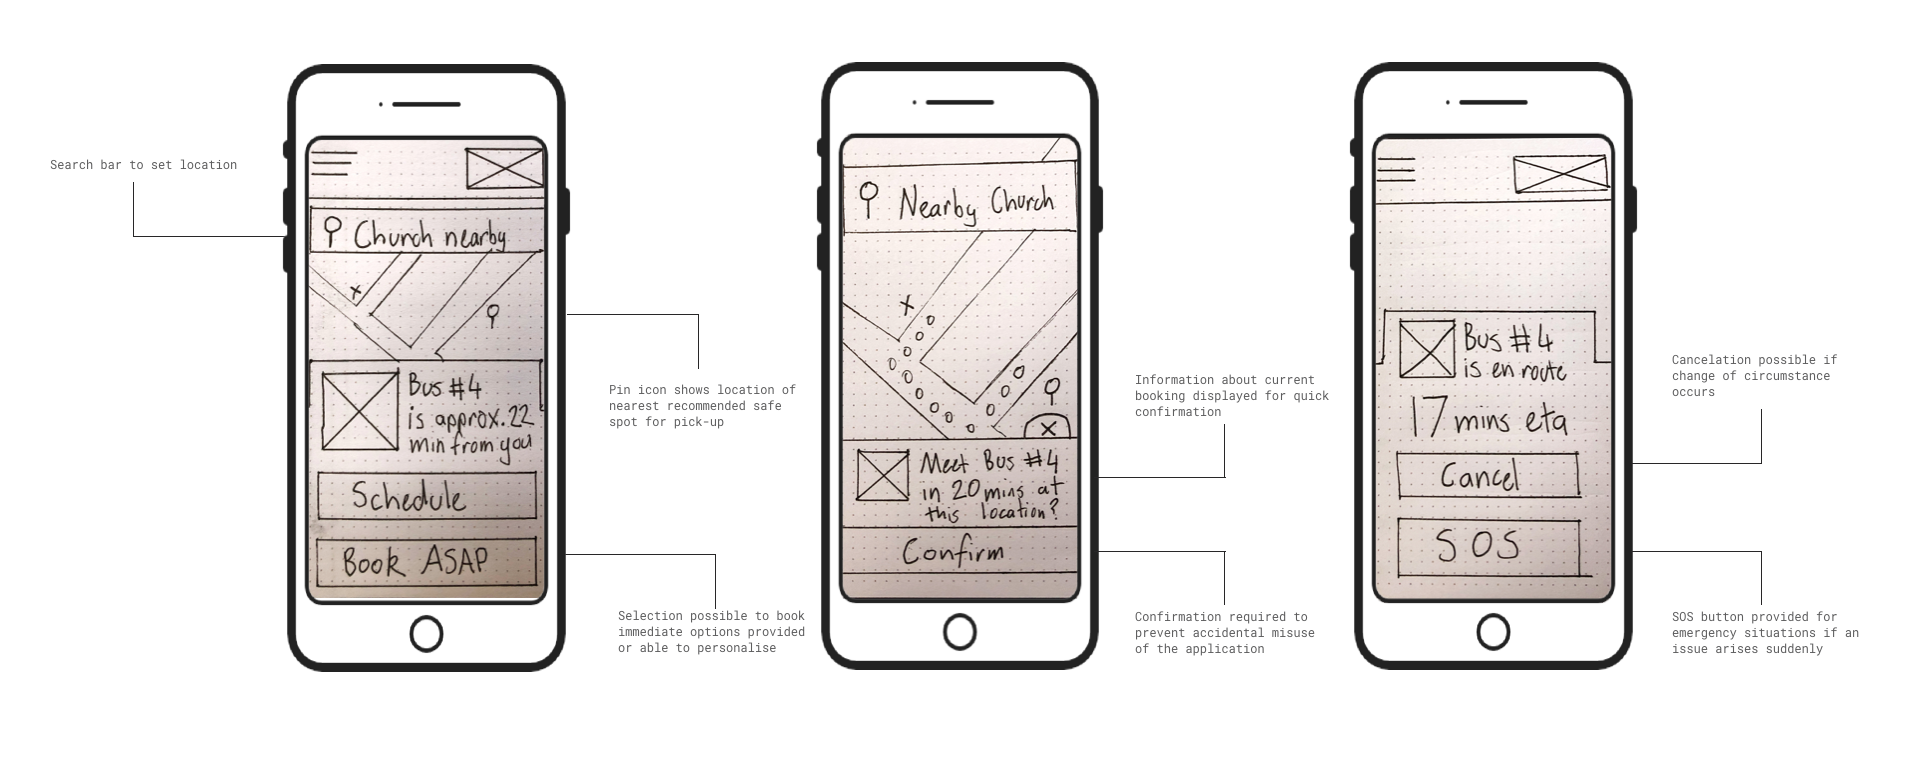 Search bar to set location
Church nearby
Bus #4
is approx. 22
min from you
Schedule
Book ASAP
Pin icon shows location of
nearest recommended safe
spot for pick-up
Selection possible to book
immediate options provided
or able to personalise
Nearby Church
Meet Bus #4
in 20 mins at
this location?
Confirm
Information about current
booking displayed for quick
confirmation
Confirmation required to
prevent accidental misuse
of the application
Bus #4
is en route
17 mins eta
Cancel
SOS
Cancelation possible if
change of circumstance
occurs
SOS button provided for
emergency situations if an
issue arises suddenly